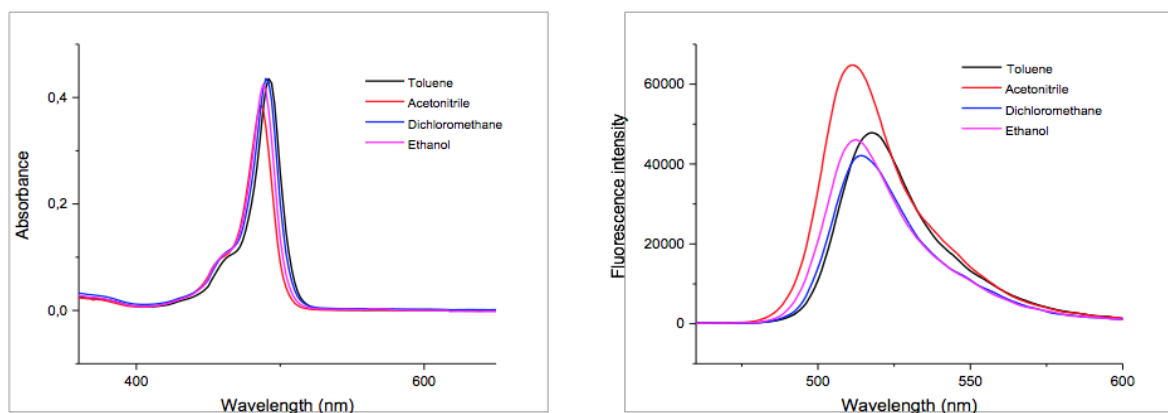 Absorbance
0,4
0,2
0,0
Toluene
Acetonitrile
Dichloromethane
Ethanol
400
600
Wavelength (nm)
Fluorescence intensity
60000
40000
20000
0
Toluene
Acetonitrile
Dichloromethane
Ethanol
500
550
600
Wavelength (nm)